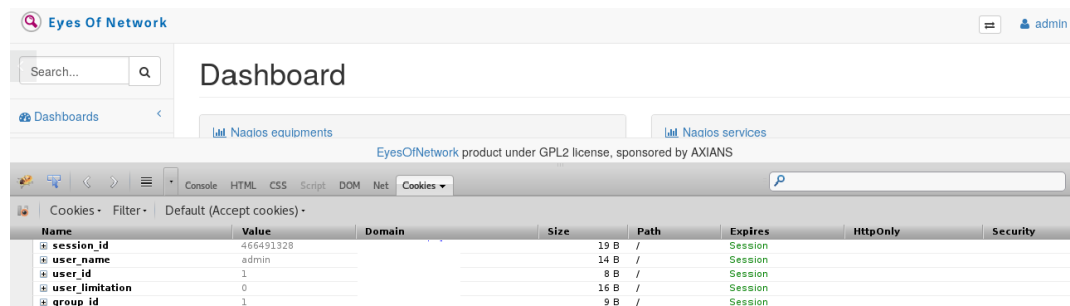 Eyes Of Network
admin
Search...
Dashboard
Dashboards
Nagios equipments
Nagios services
EyesOfNetwork product under GPL2 license, sponsored by AXIANS
Console HTML CSS Script DOM Net Cookies
Cookies Filter Default (Accept cookies)
Name Value Domain Size Path Expires HttpOnly Security
session_id 466491328 19 B / Session
user_name admin 14 B / Session
user_id 1 8 B / Session
user_limitation 0 16 B / Session
group_id 1 9 B / Session